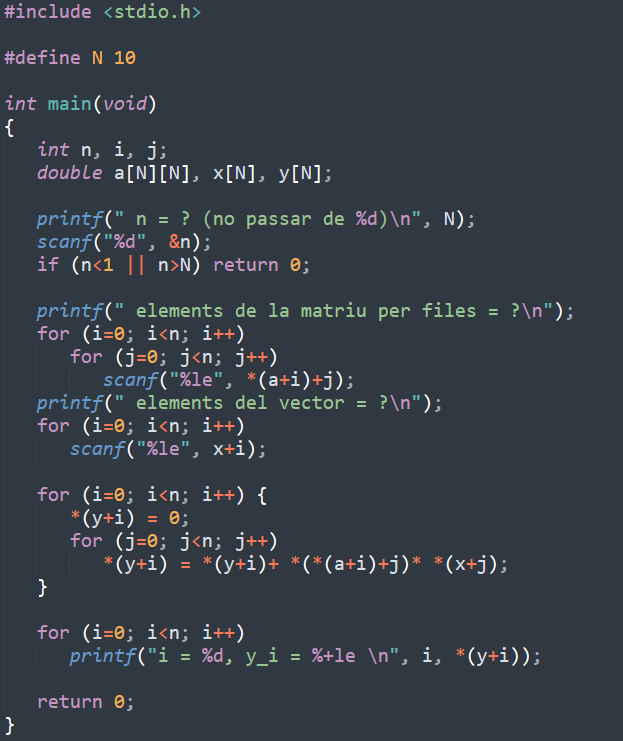 #include <stdio.h>
#define N 10
int main(void)
{
int n, i, j;
double a[N][N], x[N], y[N];
printf(" n = ? (no passar de %d)\n", N);
scanf("%d", &n);
if (n<1 || n>N) return 0;
printf(" elements de la matriu per files = ?\n");
for (i=0; i<n; i++)
for (j=0; j<n; j++)
scanf("%le", *(a+i)+j);
printf(" elements del vector = ?\n");
for (i=0; i<n; i++)
scanf("%le", x+i);
for (i=0; i<n; i++) {
*(y+i) = 0;
for (j=0; j<n; j++)
*(y+i) = *(y+i)+ *(*(a+i)+j)* *(x+j);
}
for (i=0; i<n; i++)
printf("i = %d, y_i = %+le \n", i, *(y+i));
return 0;
}